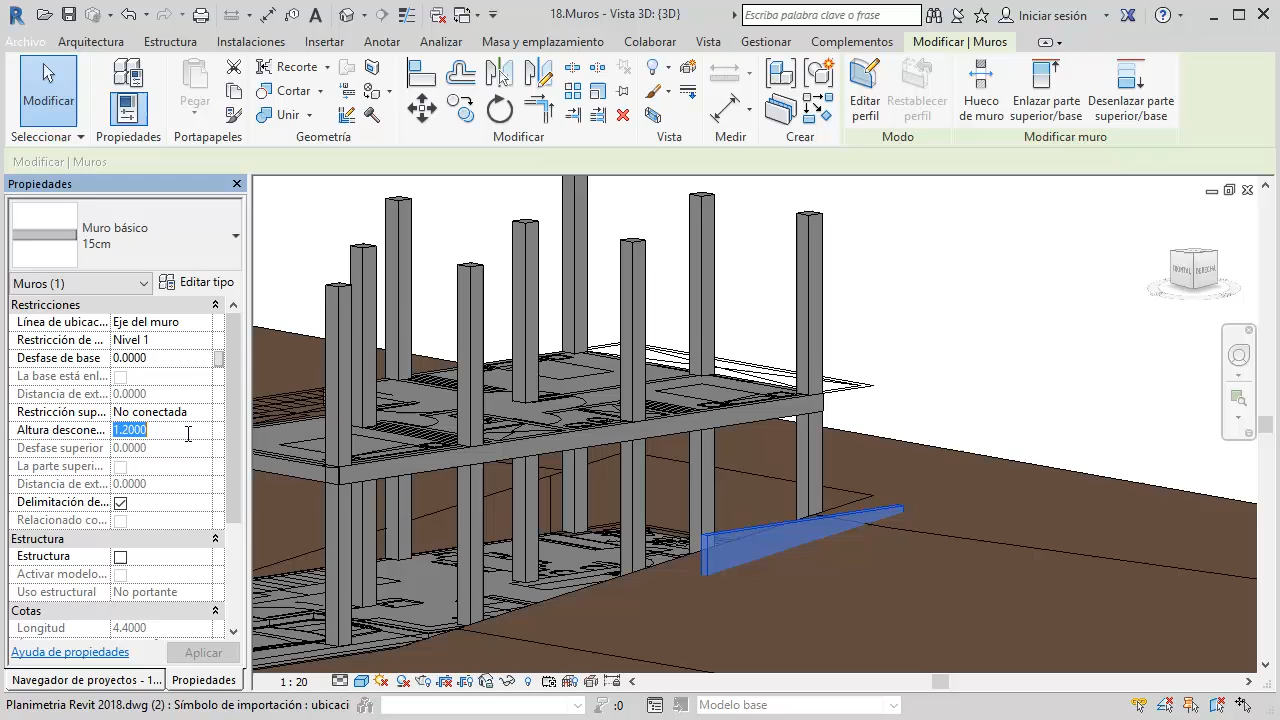 18.Muros - Vista 3D: {3D}
Escriba palabra clave o frase
Iniciar sesión
Archivo Arquitectura Estructura Instalaciones Insertar Anotar Analizar Masa y emplazamiento Colaborar Vista Gestionar Complementos Modificar | Muros
Modificar
Pegar
Recorte
Cortar
Unir
Editar perfil
Restablecer perfil
Hueco de muro
Enlazar parte superior/base
Desenlazar parte superior/base
Seleccionar Propiedades Portapapeles Geometría Modificar Vista Medir Crear Modo Modificar muro
Modificar | Muros
Propiedades
Muro básico
15cm
Muros (1) Editar tipo
Restricciones
Línea de ubicac... Eje del muro
Restricción de ... Nivel 1
Desfase de base 0.0000
La base está enl...
Distancia de ext... 0.0000
Restricción sup... No conectada
Altura descone... 1.2000
Desfase superior 0.0000
La parte superi...
Distancia de ext... 0.0000
Delimitación de...
Relacionado co...
Estructura
Estructura
Activar modelo...
Uso estructural No portante
Cotas
Longitud 4.4000
Ayuda de propiedades Aplicar
Navegador de proyectos - 1... Propiedades
FRONTAL DERECHA
1 : 20
Planimetria Revit 2018.dwg (2) : Símbolo de importación : ubicaci
:0
Modelo base